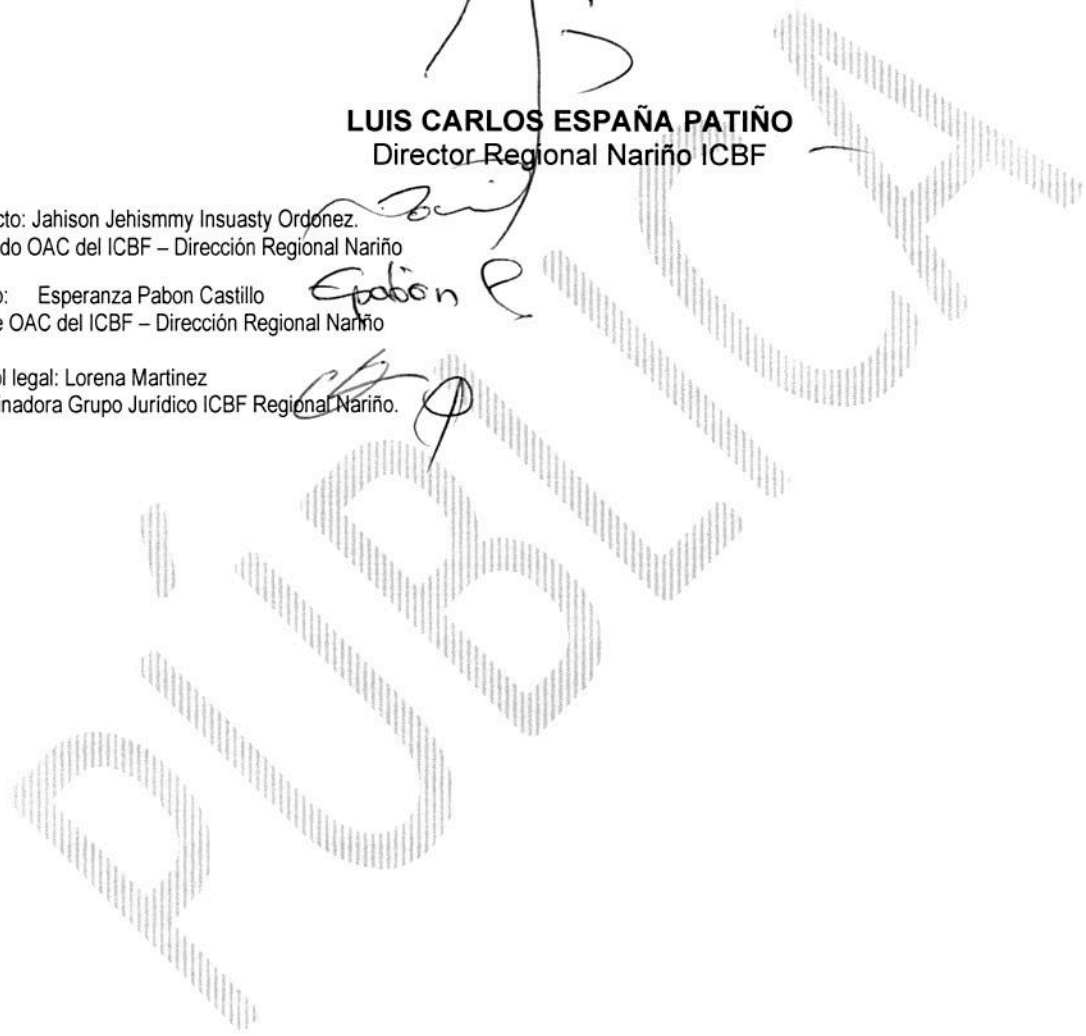 LUIS CARLOS ESPAÑA PATIÑO
Director Regional Nariño ICBF
cto: Jahison Jehismmy Insuasty Ordonez.
do OAC del ICBF – Dirección Regional Nariño
o: Esperanza Pabon Castillo
Epabón P
e OAC del ICBF – Dirección Regional Nariño
ol legal: Lorena Martinez
inadora Grupo Jurídico ICBF Regional Nariño.
PÚBLICA